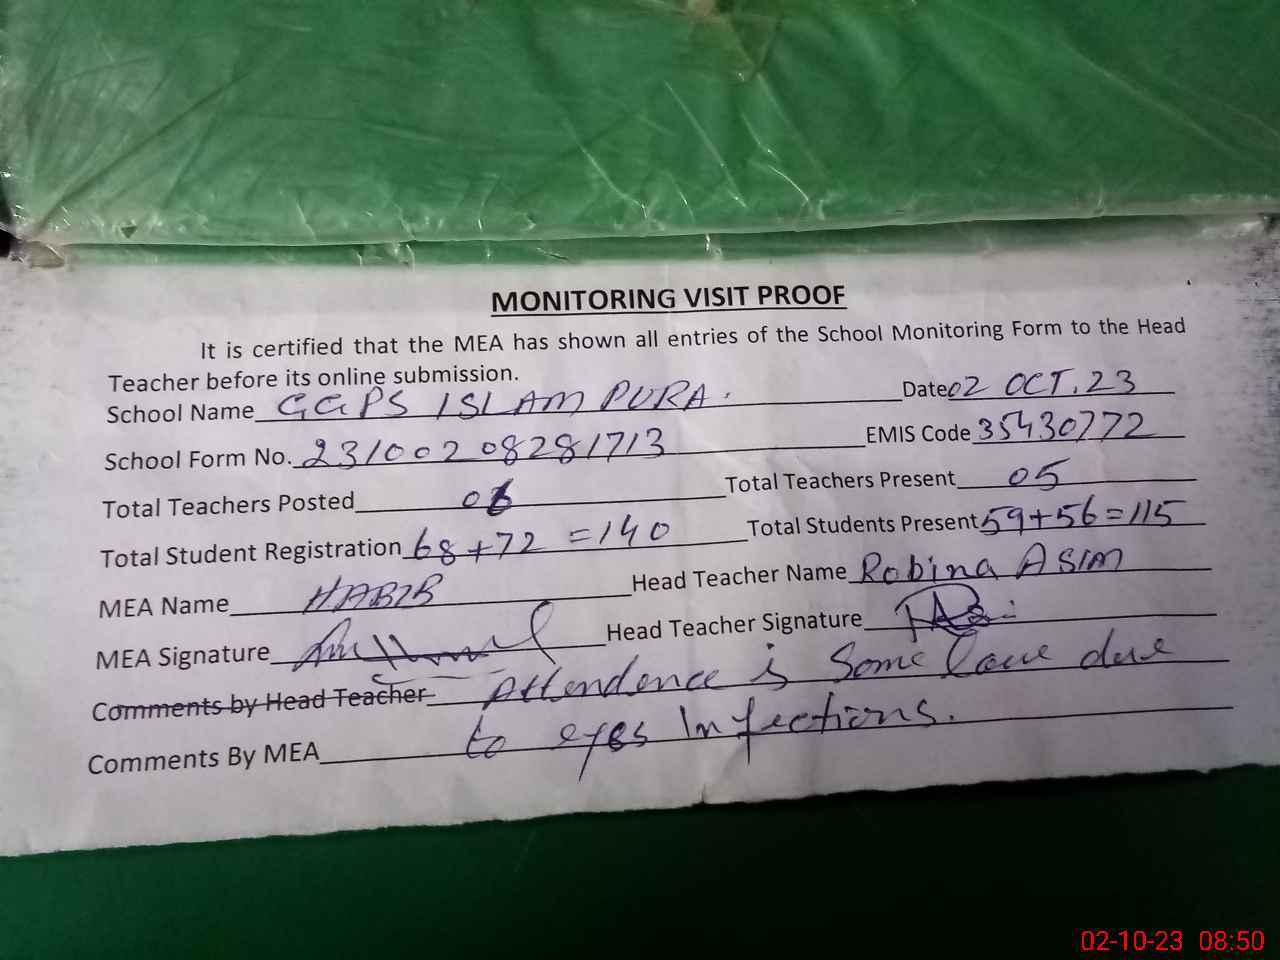 MONITORING VISIT PROOF
It is certified that the MEA has shown all entries of the School Monitoring Form to the Head
Teacher before its online submission.
School Name GGPS ISLAM PURA. Date 02 OCT. 23
School Form No. 23100208281713 EMIS Code 35430772
Total Teachers Posted 06 Total Teachers Present 05
Total Student Registration 68+72 =140 Total Students Present 59+56=115
MEA Name HABIB Head Teacher Name Robina ASIM
MEA Signature Head Teacher Signature
Comments by Head Teacher Attendence is Some low due
Comments By MEA to eyes Infections.
02-10-23 08:50